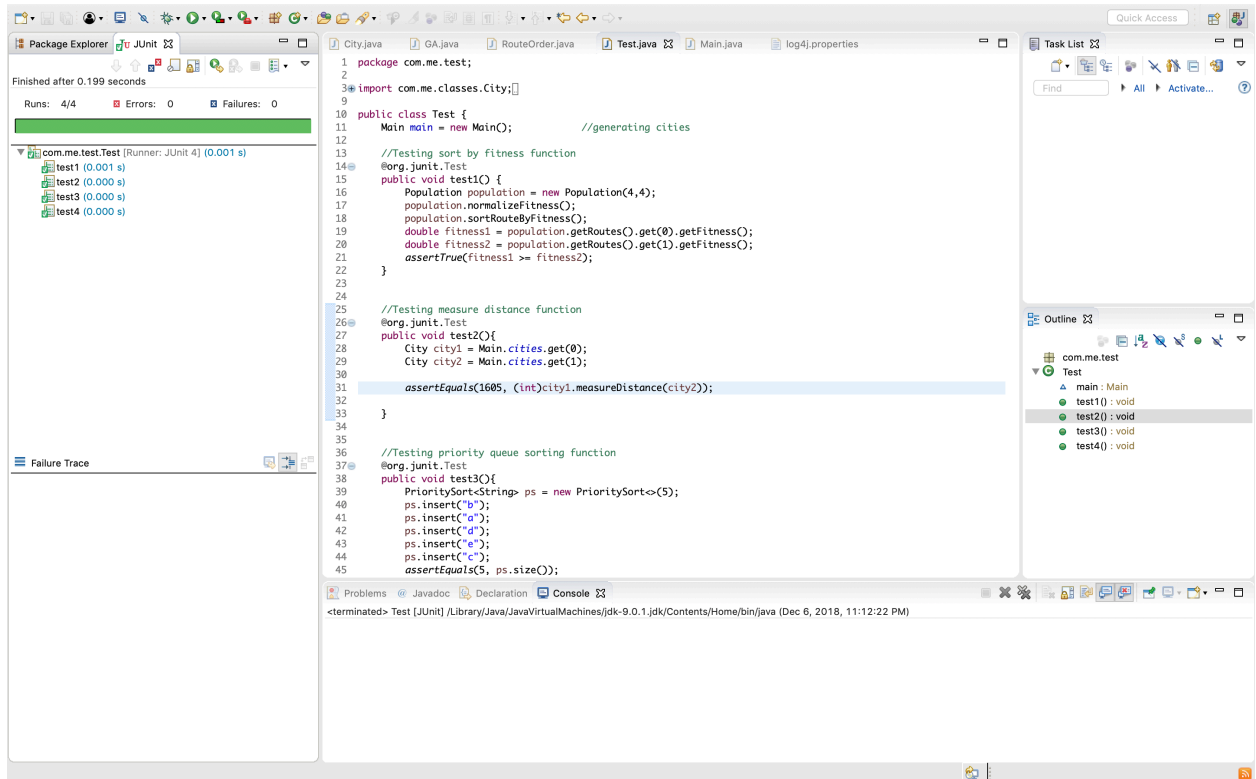 Quick Access
Package Explorer
JUnit
Finished after 0.199 seconds
Runs: 4/4
Errors: 0
Failures: 0
com.me.test.Test [Runner: JUnit 4] (0.001 s)
test1 (0.001 s)
test2 (0.000 s)
test3 (0.000 s)
test4 (0.000 s)
Failure Trace
City.java
GA.java
RouteOrder.java
Test.java
Main.java
log4j.properties
1 package com.me.test;
2
3 import com.me.classes.City;
9
10 public class Test {
11 Main main = new Main(); //generating cities
12
13 //Testing sort by fitness function
14 @org.junit.Test
15 public void test1() {
16 Population population = new Population(4,4);
17 population.normalizeFitness();
18 population.sortRouteByFitness();
19 double fitness1 = population.getRoutes().get(0).getFitness();
20 double fitness2 = population.getRoutes().get(1).getFitness();
21 assertTrue(fitness1 >= fitness2);
22 }
23
24
25 //Testing measure distance function
26 @org.junit.Test
27 public void test2(){
28 City city1 = Main.cities.get(0);
29 City city2 = Main.cities.get(1);
30
31 assertEquals(1605, (int)city1.measureDistance(city2));
32
33 }
34
35
36 //Testing priority queue sorting function
37 @org.junit.Test
38 public void test3(){
39 PrioritySort<String> ps = new PrioritySort<>(5);
40 ps.insert("b");
41 ps.insert("a");
42 ps.insert("d");
43 ps.insert("e");
44 ps.insert("c");
45 assertEquals(5, ps.size());
Task List
Find
All
Activate...
Outline
com.me.test
Test
main : Main
test1() : void
test2() : void
test3() : void
test4() : void
Problems
@ Javadoc
Declaration
Console
<terminated> Test [JUnit] /Library/Java/JavaVirtualMachines/jdk-9.0.1.jdk/Contents/Home/bin/java (Dec 6, 2018, 11:12:22 PM)